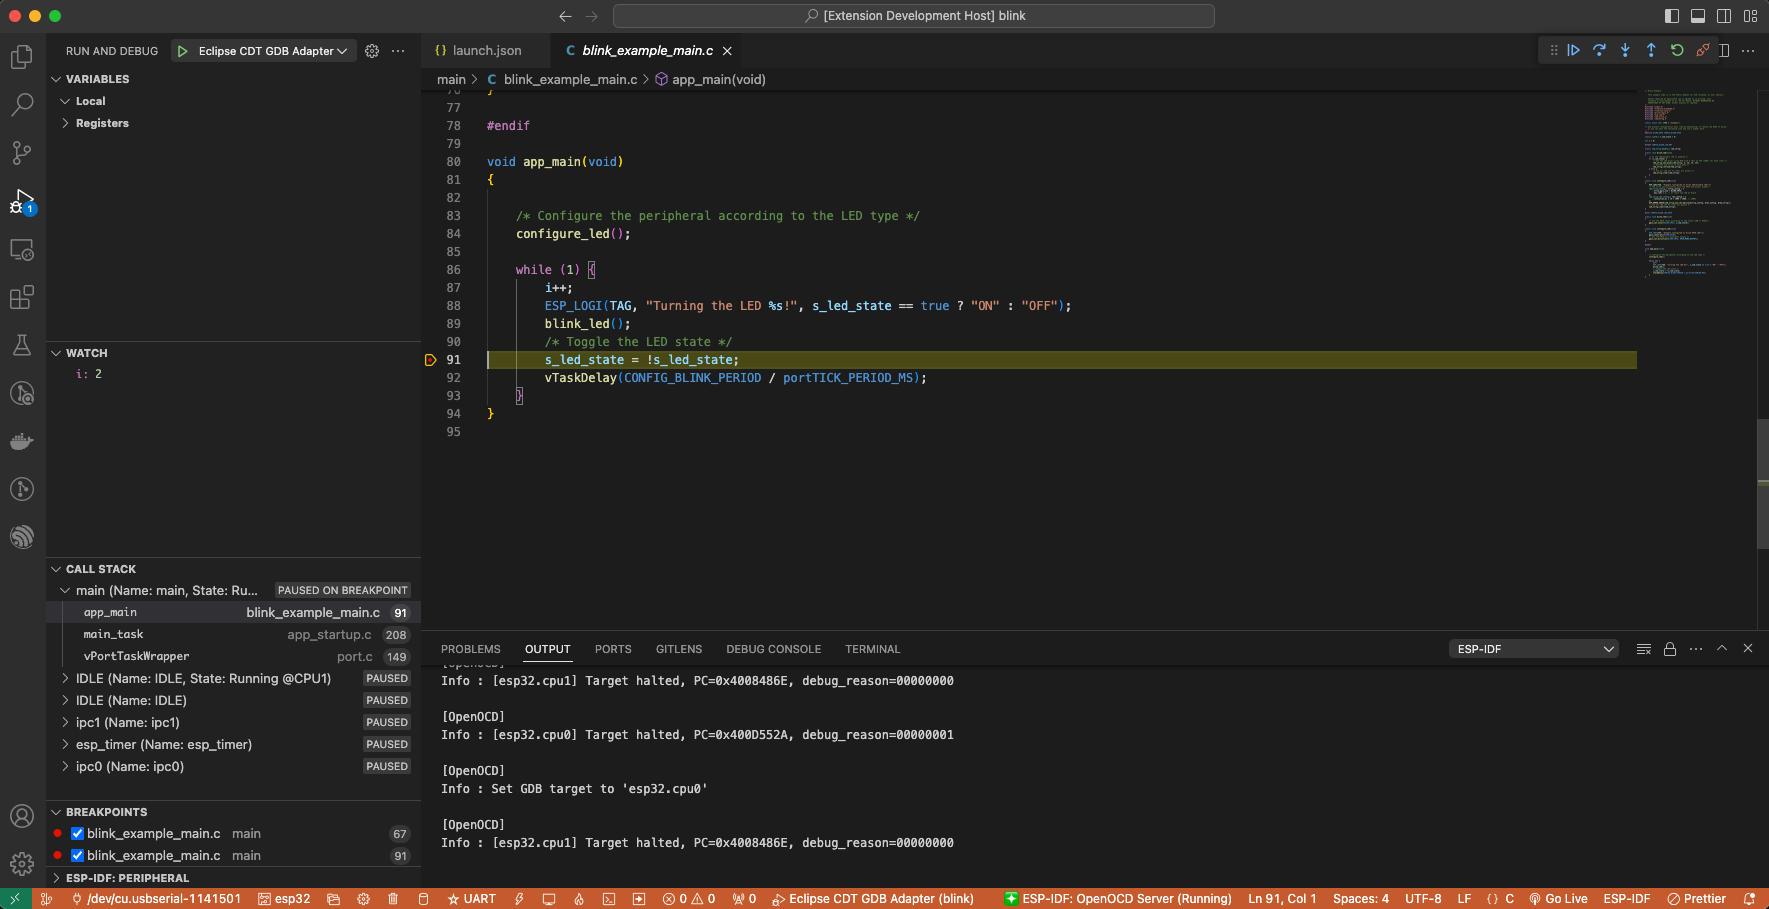 [Extension Development Host] blink
RUN AND DEBUG
Eclipse CDT GDB Adapter
VARIABLES
Local
Registers
WATCH
i: 2
CALL STACK
main (Name: main, State: Ru...
PAUSED ON BREAKPOINT
app_main blink_example_main.c 91
main_task app_startup.c 208
vPortTaskWrapper port.c 149
IDLE (Name: IDLE, State: Running @CPU1) PAUSED
IDLE (Name: IDLE) PAUSED
ipc1 (Name: ipc1) PAUSED
esp_timer (Name: esp_timer) PAUSED
ipc0 (Name: ipc0) PAUSED
BREAKPOINTS
blink_example_main.c main 67
blink_example_main.c main 91
ESP-IDF: PERIPHERAL
1
{} launch.json
C blink_example_main.c
main > C blink_example_main.c > app_main(void)
76 }
77
78 #endif
79
80 void app_main(void)
81 {
82
83 /* Configure the peripheral according to the LED type */
84 configure_led();
85
86 while (1) {
87 i++;
88 ESP_LOGI(TAG, "Turning the LED %s!", s_led_state == true ? "ON" : "OFF");
89 blink_led();
90 /* Toggle the LED state */
91 s_led_state = !s_led_state;
92 vTaskDelay(CONFIG_BLINK_PERIOD / portTICK_PERIOD_MS);
93 }
94 }
95
PROBLEMS OUTPUT PORTS GITLENS DEBUG CONSOLE TERMINAL
ESP-IDF
[OpenOCD]
Info : [esp32.cpu1] Target halted, PC=0x4008486E, debug_reason=00000000
[OpenOCD]
Info : [esp32.cpu0] Target halted, PC=0x400D552A, debug_reason=00000001
[OpenOCD]
Info : Set GDB target to 'esp32.cpu0'
[OpenOCD]
Info : [esp32.cpu1] Target halted, PC=0x4008486E, debug_reason=00000000
/dev/cu.usbserial-1141501 esp32 UART 0 0 0 Eclipse CDT GDB Adapter (blink) ESP-IDF: OpenOCD Server (Running) Ln 91, Col 1 Spaces: 4 UTF-8 LF {} C Go Live ESP-IDF Prettier